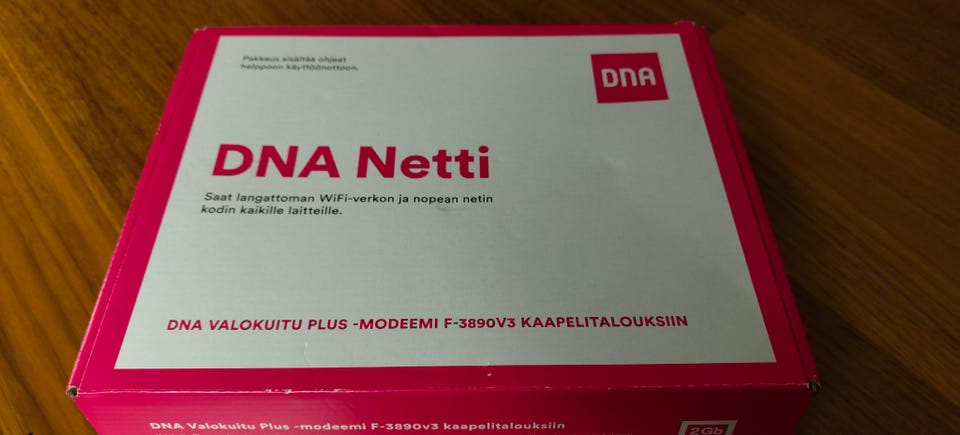 Pakkaus sisältää ohjeet
helppoon käyttöönottoon.
DNA
DNA Netti
Saat langattoman WiFi-verkon ja nopean netin
kodin kaikille laitteille.
DNA VALOKUITU PLUS -MODEEMI F-3890V3 KAAPELITALOUKSIIN
DNA Valokuitu Plus -modeemi F-3890v3 kaapelitalouksiin
2Gb